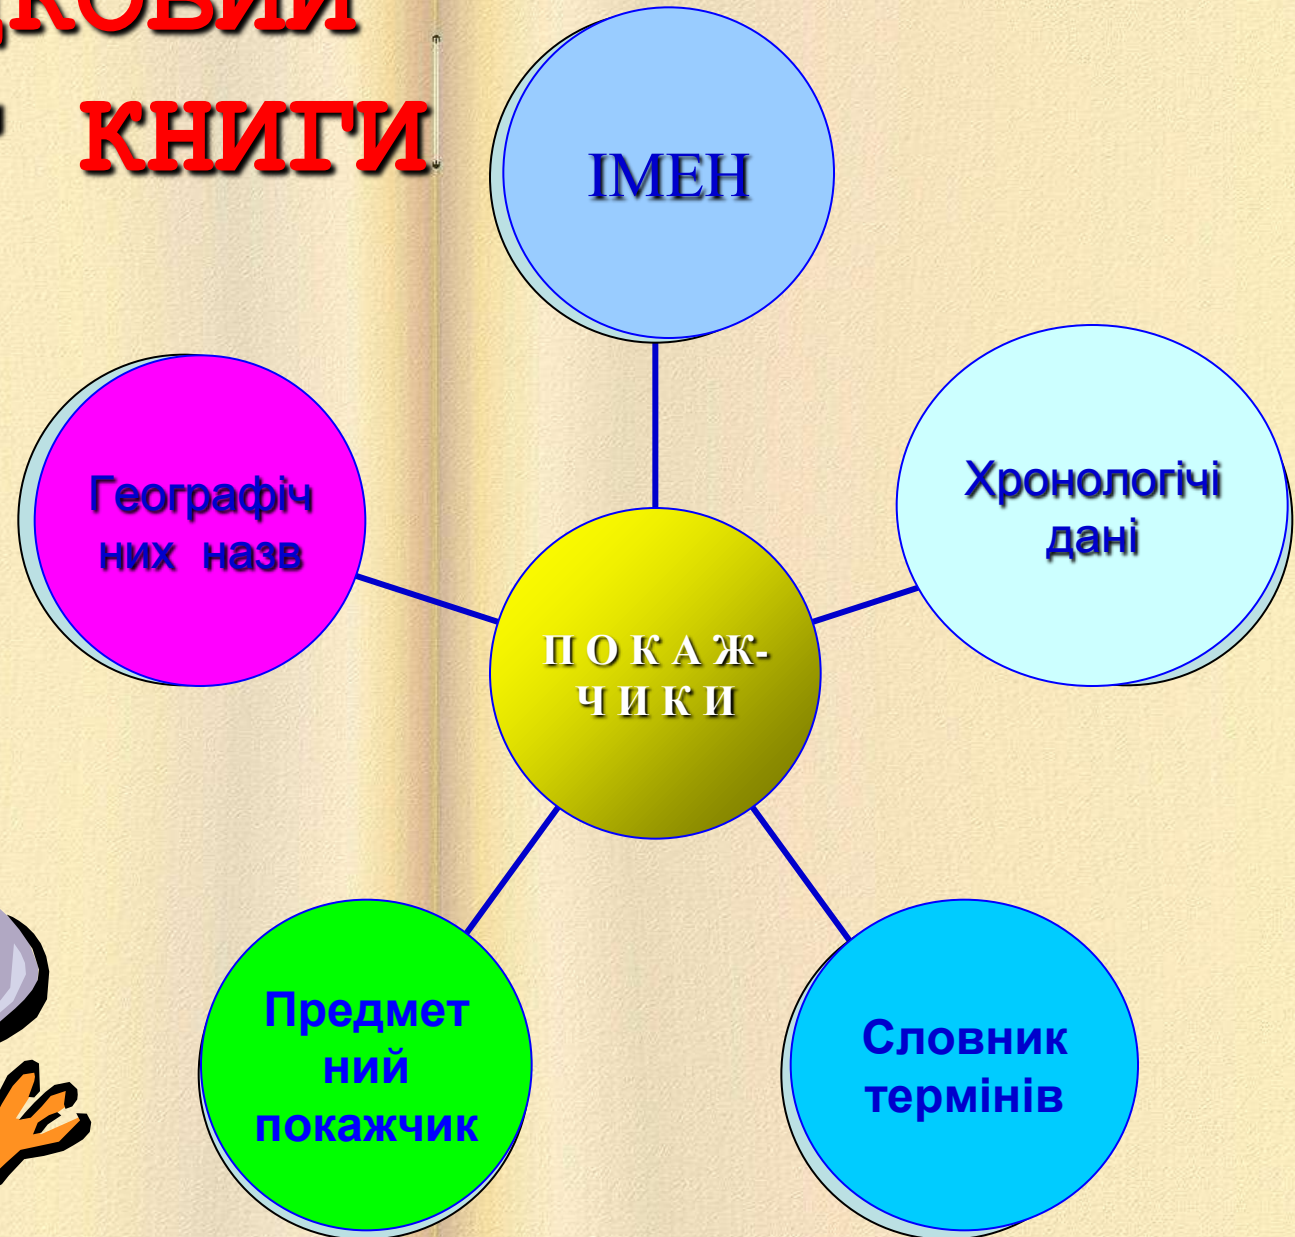 КНИГИ
ІМЕН
Географіч
них назв
Хронологічі
дані
П О К А Ж-
Ч И К И
Предмет
ний
покажчик
Словник
термінів